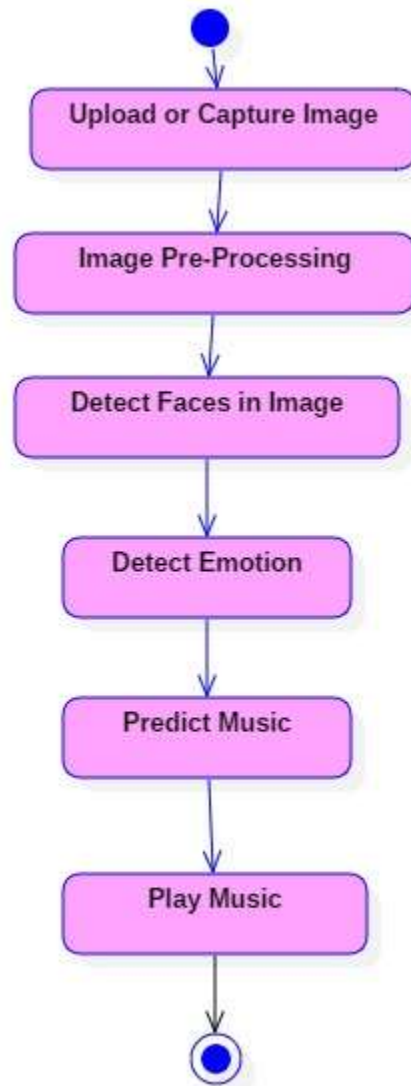 Upload or Capture Image
Image Pre-Processing
Detect Faces in Image
Detect Emotion
Predict Music
Play Music